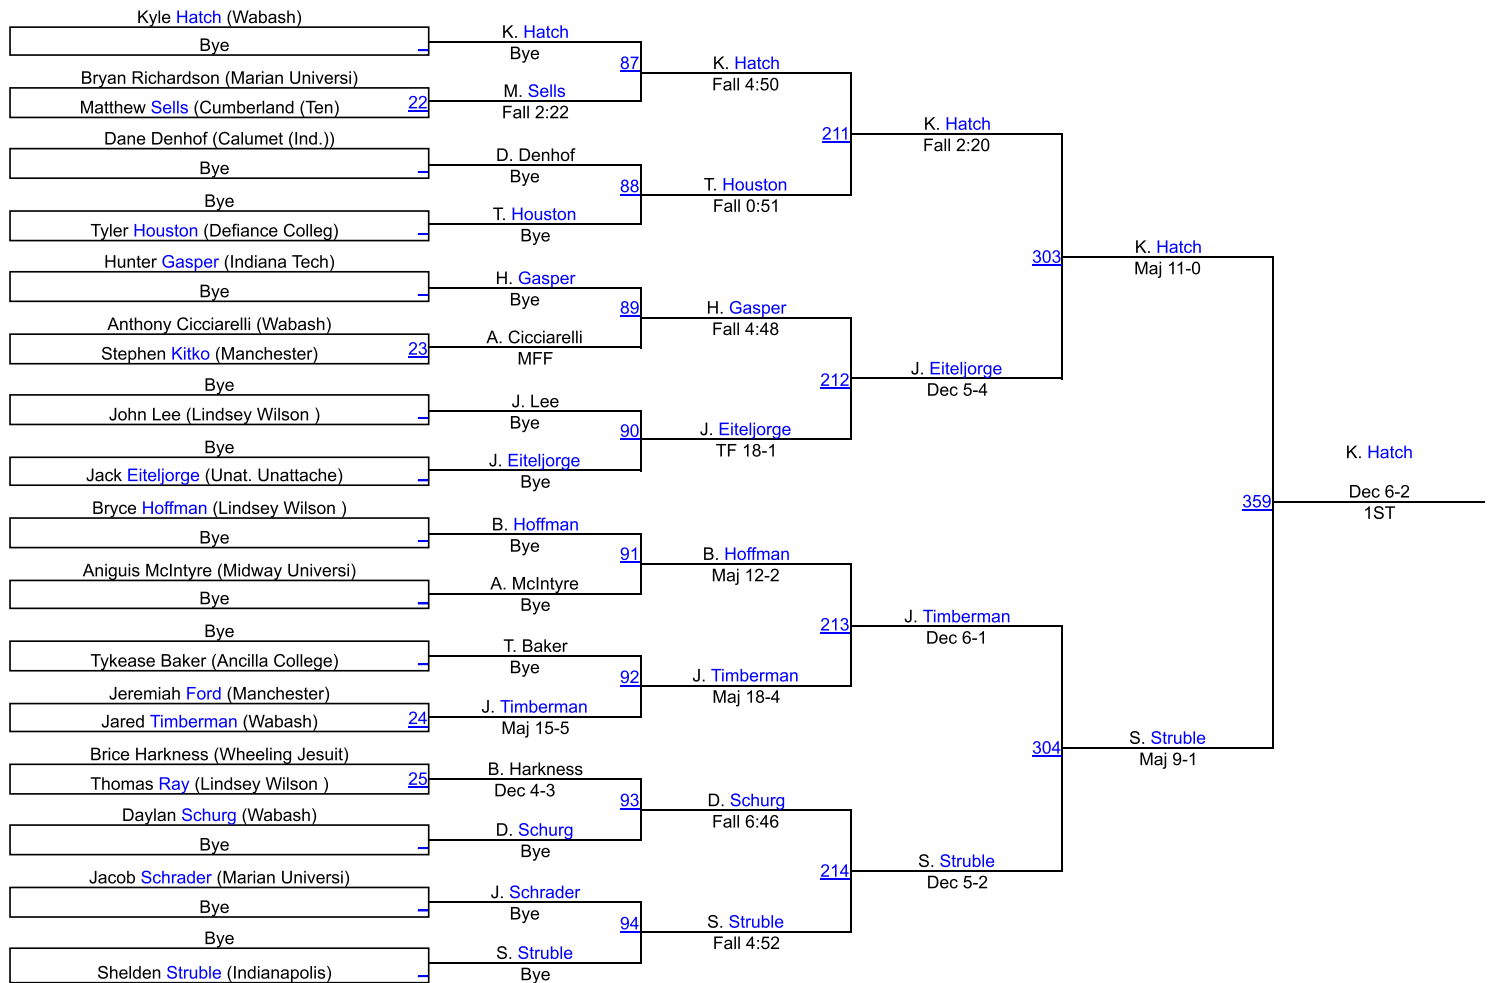 Kyle Hatch (Wabash)
Bye
Bryan Richardson (Marian Universi)
22
Matthew Sells (Cumberland (Ten)
Dane Denhof (Calumet (Ind.))
Bye
Bye
Tyler Houston (Defiance Colleg)
Hunter Gasper (Indiana Tech)
Bye
Anthony Cicciarelli (Wabash)
23
Stephen Kitko (Manchester)
Bye
John Lee (Lindsey Wilson )
Bye
Jack Eiteljorge (Unat. Unattache)
Bryce Hoffman (Lindsey Wilson )
Bye
Aniguis McIntyre (Midway Universi)
Bye
Bye
Tykease Baker (Ancilla College)
Jeremiah Ford (Manchester)
24
Jared Timberman (Wabash)
Brice Harkness (Wheeling Jesuit)
25
Thomas Ray (Lindsey Wilson )
Daylan Schurg (Wabash)
Bye
Jacob Schrader (Marian Universi)
Bye
Bye
Shelden Struble (Indianapolis)
K. Hatch
Bye
87
M. Sells
Fall 2:22
D. Denhof
Bye
88
T. Houston
Bye
H. Gasper
Bye
89
A. Cicciarelli
MFF
J. Lee
Bye
90
J. Eiteljorge
Bye
B. Hoffman
Bye
91
A. McIntyre
Bye
T. Baker
Bye
92
J. Timberman
Maj 15-5
B. Harkness
Dec 4-3
93
D. Schurg
Bye
J. Schrader
Bye
94
S. Struble
Bye
K. Hatch
Fall 4:50
211
T. Houston
Fall 0:51
H. Gasper
Fall 4:48
212
J. Eiteljorge
TF 18-1
B. Hoffman
Maj 12-2
213
J. Timberman
Maj 18-4
D. Schurg
Fall 6:46
214
S. Struble
Fall 4:52
K. Hatch
Fall 2:20
303
J. Eiteljorge
Dec 5-4
J. Timberman
Dec 6-1
304
S. Struble
Dec 5-2
K. Hatch
Maj 11-0
359
S. Struble
Maj 9-1
K. Hatch
Dec 6-2
1ST